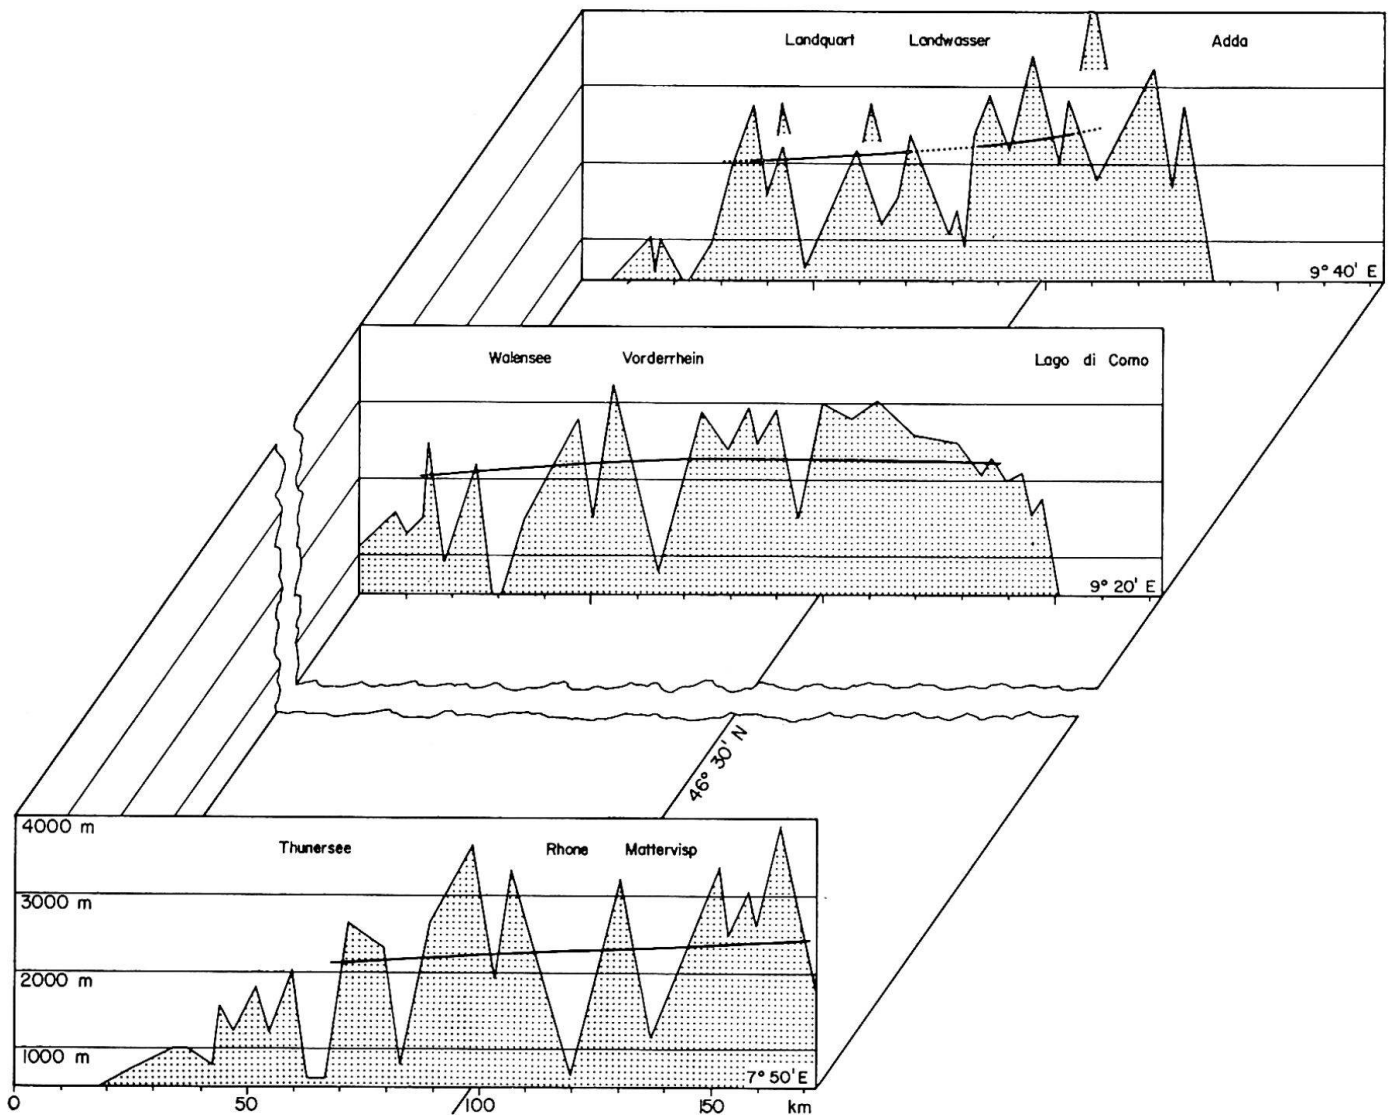 Landquart Landwasser Adda
9° 40' E
Walensee Vorderrhein Lago di Como
9° 20' E
46° 30' N
4000 m
Thunersee Rhone Mattervisp
3000 m
2000 m
1000 m
7° 50' E
0 50 100 150 km